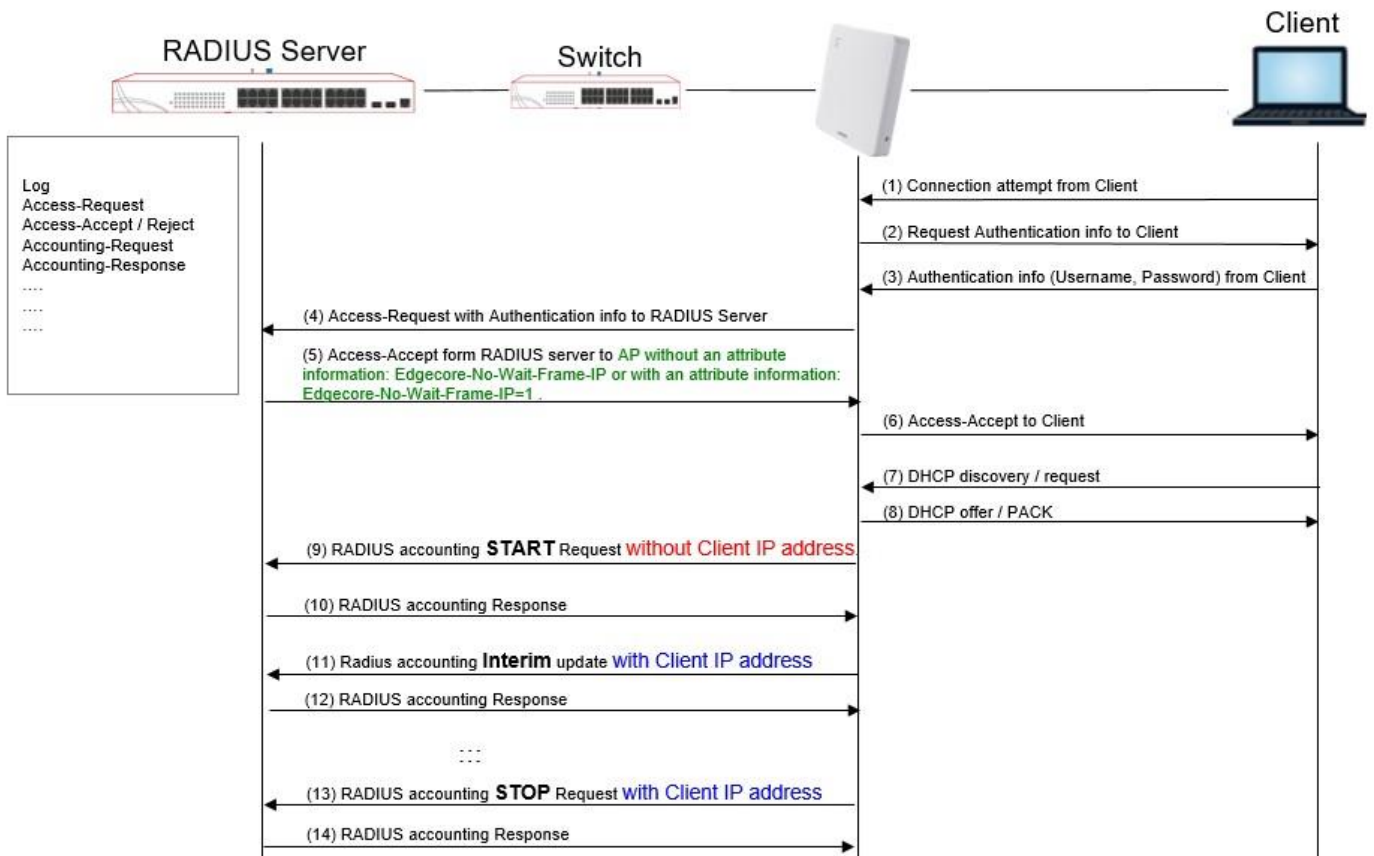 Client
RADIUS Server
Switch
Log
Access-Request
Access-Accept / Reject
Accounting-Request
Accounting-Response
....
....
....
(1) Connection attempt from Client
(2) Request Authentication info to Client
(3) Authentication info (Username, Password) from Client
(4) Access-Request with Authentication info to RADIUS Server
(5) Access-Accept form RADIUS server to AP without an attribute
information: Edgecore-No-Wait-Frame-IP or with an attribute information:
Edgecore-No-Wait-Frame-IP=1 .
(6) Access-Accept to Client
(7) DHCP discovery / request
(8) DHCP offer / PACK
(9) RADIUS accounting START Request without Client IP address.
(10) RADIUS accounting Response
(11) Radius accounting Interim update with Client IP address
(12) RADIUS accounting Response
...
...
(13) RADIUS accounting STOP Request with Client IP address
(14) RADIUS accounting Response